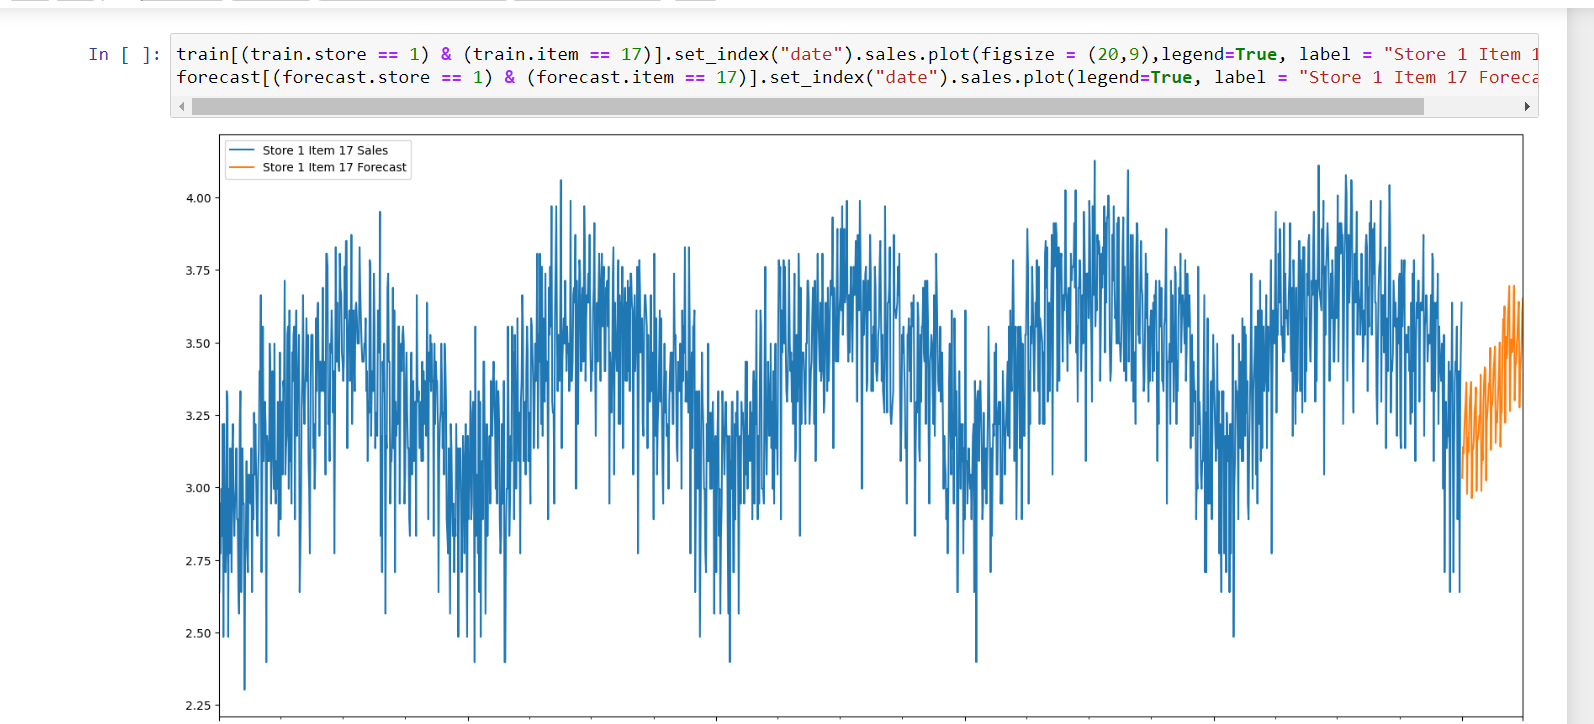 In [ ]: train[(train.store == 1) & (train.item == 17)].set_index("date").sales.plot(figsize = (20,9),legend=True, label = "Store 1 Item 1
forecast[(forecast.store == 1) & (forecast.item == 17)].set_index("date").sales.plot(legend=True, label = "Store 1 Item 17 Foreca
Store 1 Item 17 Sales
Store 1 Item 17 Forecast
4.00
3.75
3.50
3.25
3.00
2.75
2.50
2.25